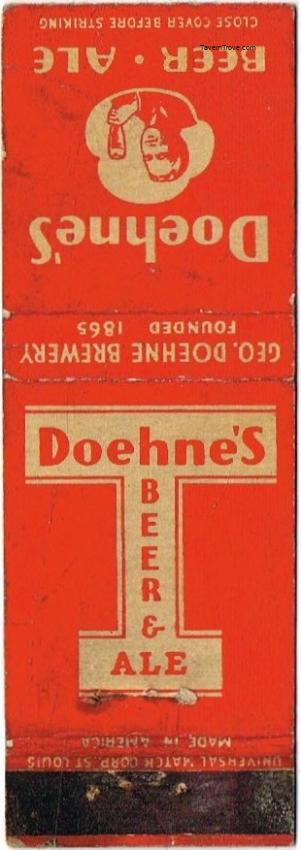 CLOSE COVER BEFORE STRIKING
TavernTrove.com
BEER · ALE
Doehne's
GEO. DOEHNE BREWERY
FOUNDED 1865
Doehne's
BEER
&
ALE
MADE IN AMERICA
UNIVERSAL MATCH CORP. ST. LOUIS